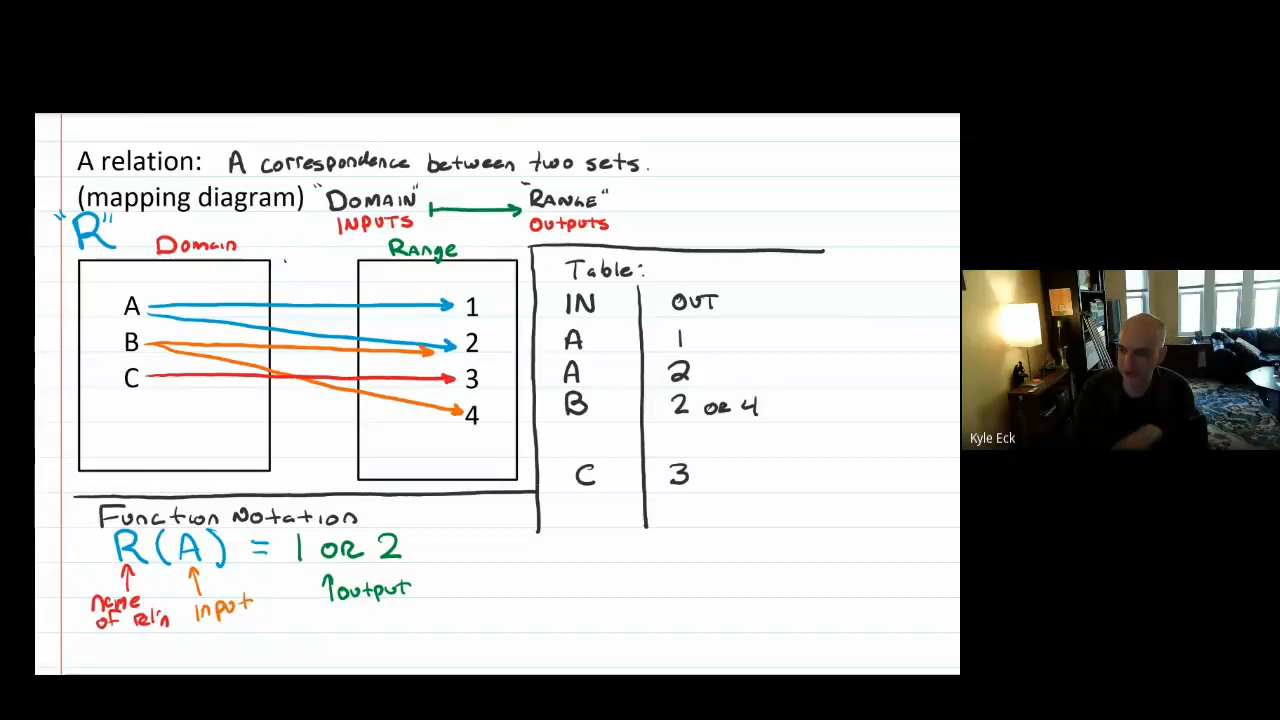 A relation: A correspondence between two sets.
(mapping diagram) "DOMAIN" "RANGE"
INPUTS OUTPUTS
"R"
Domain Range
A 1
B 2
C 3
4
Table:
IN OUT
A 1
A 2
B 2 OR 4
C 3
Function Notation
R(A) = 1 OR 2
name of rel'n
input
output
Kyle Eck